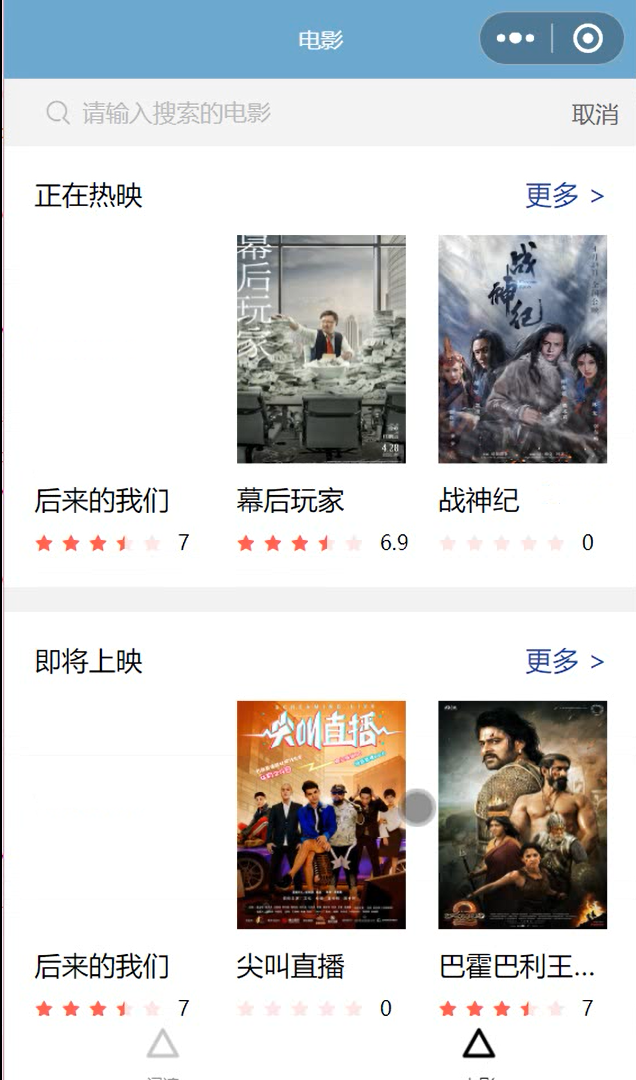 电影
请输入搜索的电影
取消
正在热映
更多 >
幕后玩家
4.28
战神纪
后来的我们
幕后玩家
战神纪
7
6.9
0
即将上映
更多 >
SCREAMING LIVE
尖叫直播
2
后来的我们
尖叫直播
巴霍巴利王...
7
0
7